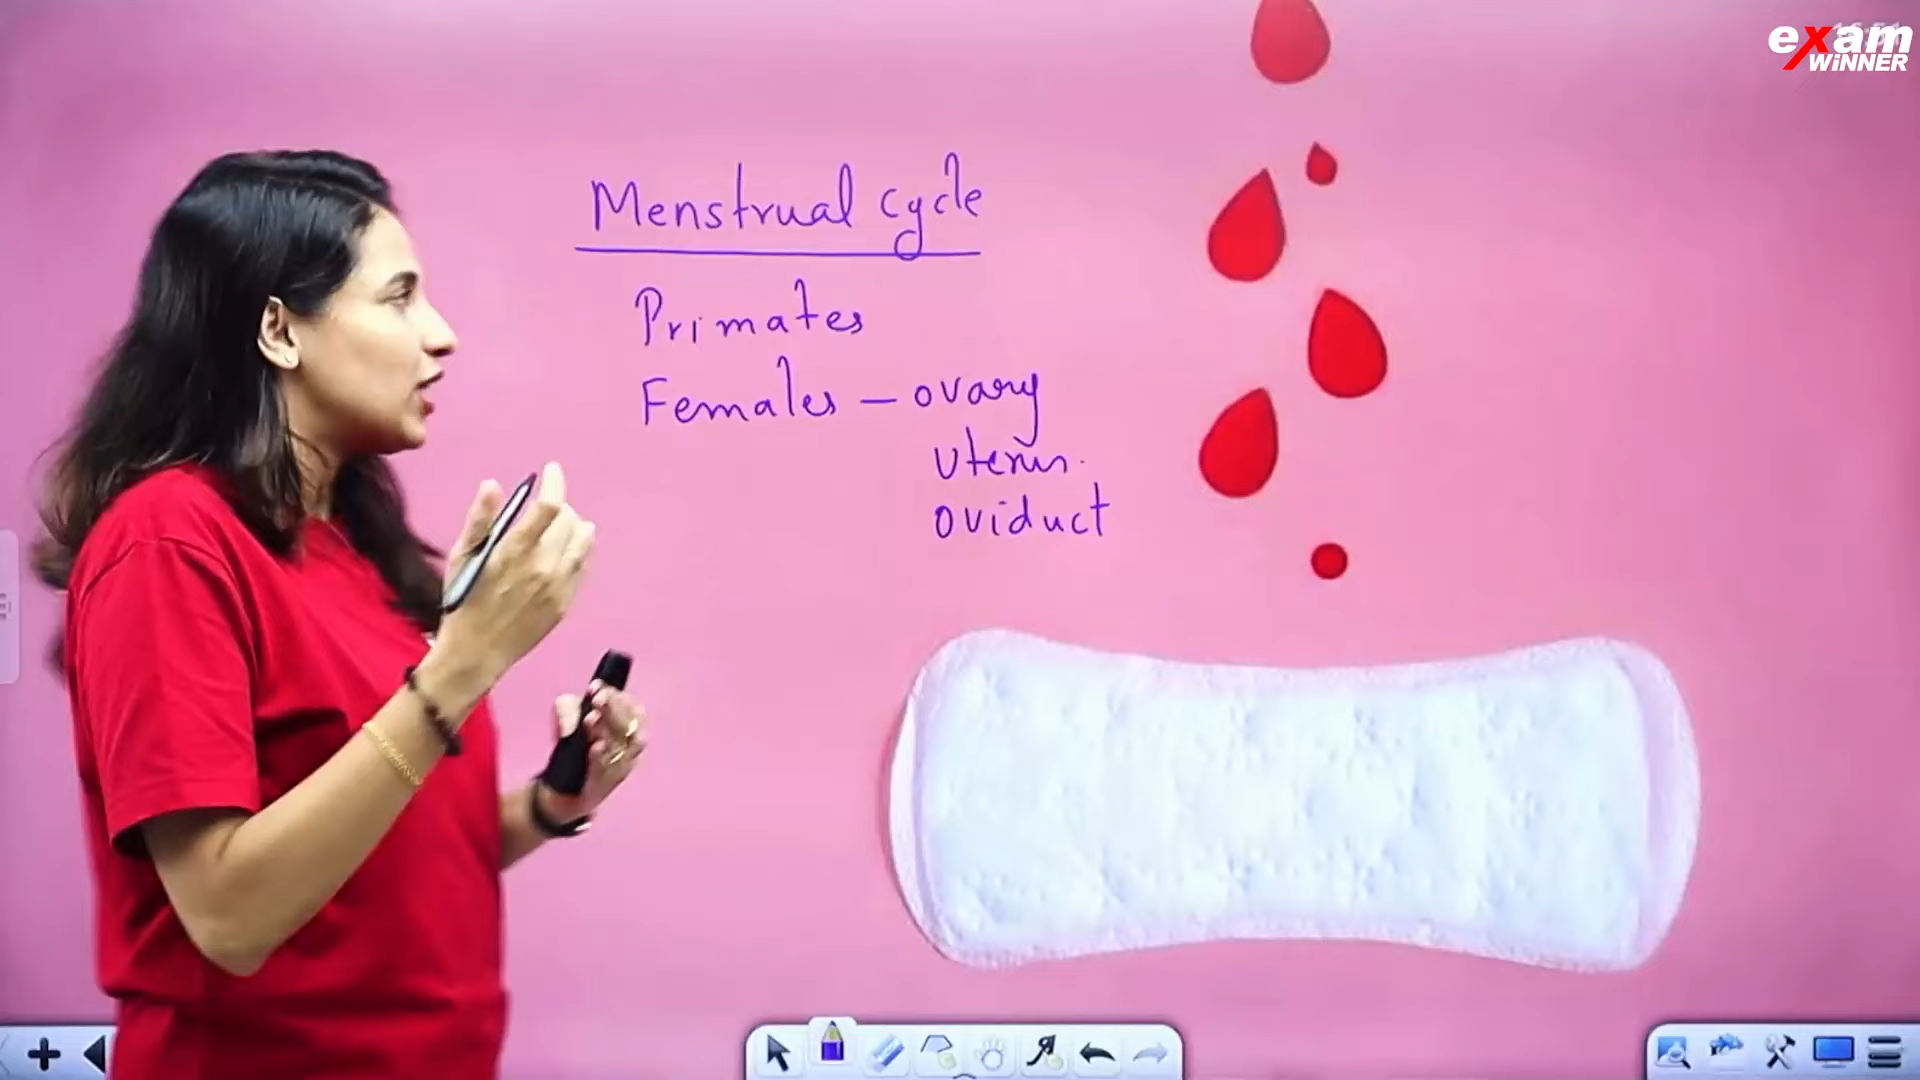 exam
WiNNER
Menstrual cycle
Primates
Females – ovary
uterus.
oviduct